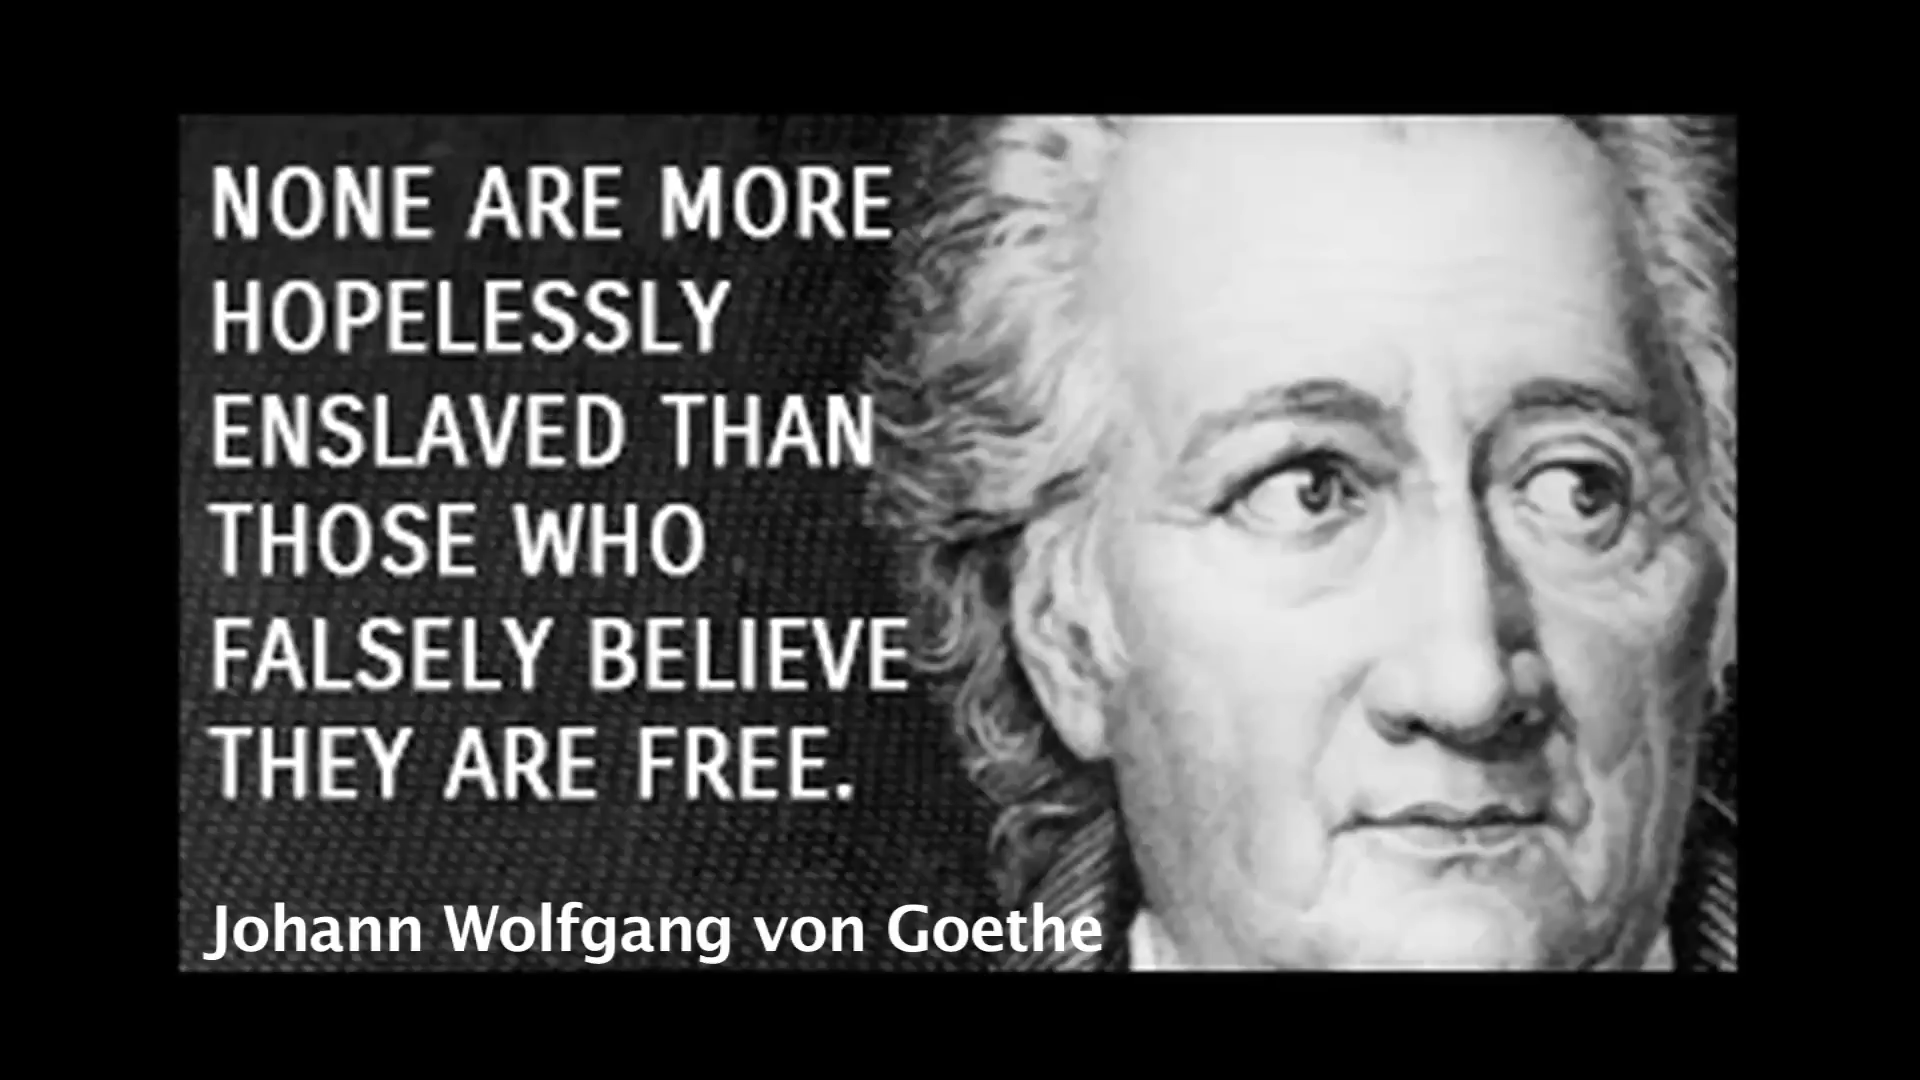 NONE ARE MORE
HOPELESSLY
ENSLAVED THAN
THOSE WHO
FALSELY BELIEVE
THEY ARE FREE.
Johann Wolfgang von Goethe